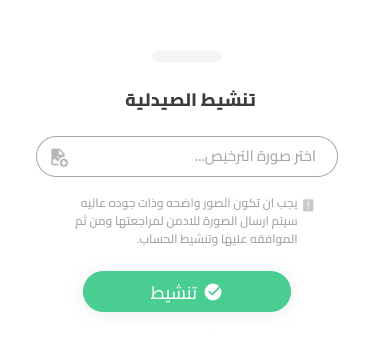 تنشيط الصيدلية
اختر صورة الترخيص...
يجب ان تكون الصور واضحه وذات جوده عاليه
سيتم ارسال الصورة للادمن لمراجعتها ومن ثم
الموافقه عليها وتنشيط الحساب.
تنشيط